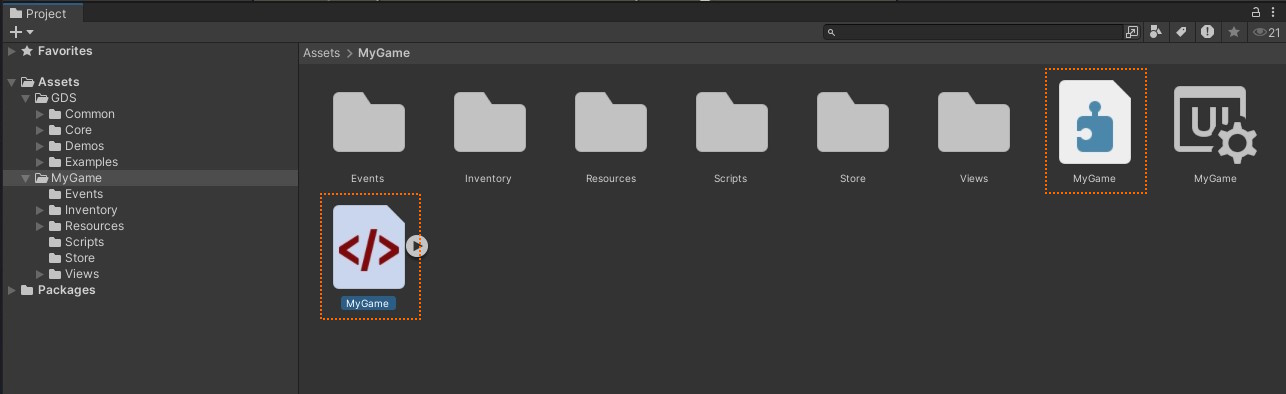 Project
21
Favorites
Assets
GDS
Common
Core
Demos
Examples
MyGame
Events
Inventory
Resources
Scripts
Store
Views
Packages
Assets > MyGame
Events
Inventory
Resources
Scripts
Store
Views
MyGame
UI
MyGame
</>
MyGame